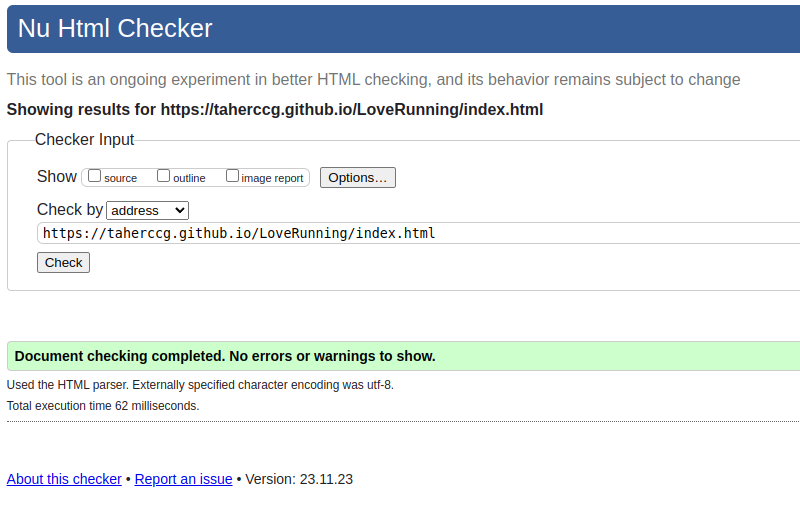 Nu Html Checker
This tool is an ongoing experiment in better HTML checking, and its behavior remains subject to change
Showing results for https://taherccg.github.io/LoveRunning/index.html
Checker Input
Show source outline image report Options…
Check by address
https://taherccg.github.io/LoveRunning/index.html
Check
Document checking completed. No errors or warnings to show.
Used the HTML parser. Externally specified character encoding was utf-8.
Total execution time 62 milliseconds.
About this checker • Report an issue • Version: 23.11.23